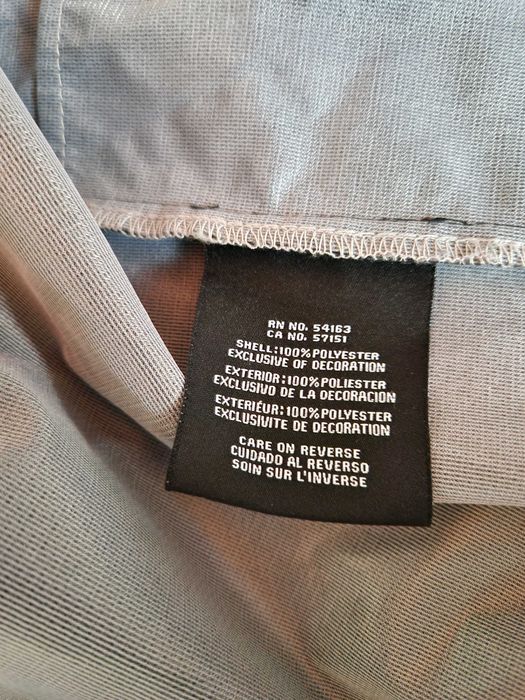 RN NO. 54163
CA NO. 57151
SHELL:100%POLYESTER
EXCLUSIVE OF DECORATION
EXTERIOR:100%POLIESTER
EXCLUSIVO DE LA DECORACION
EXTERIEUR:100%POLYESTER
EXCLUSIVITE DE DECORATION
CARE ON REVERSE
CUIDADO AL REVERSO
SOIN SUR L'INVERSE